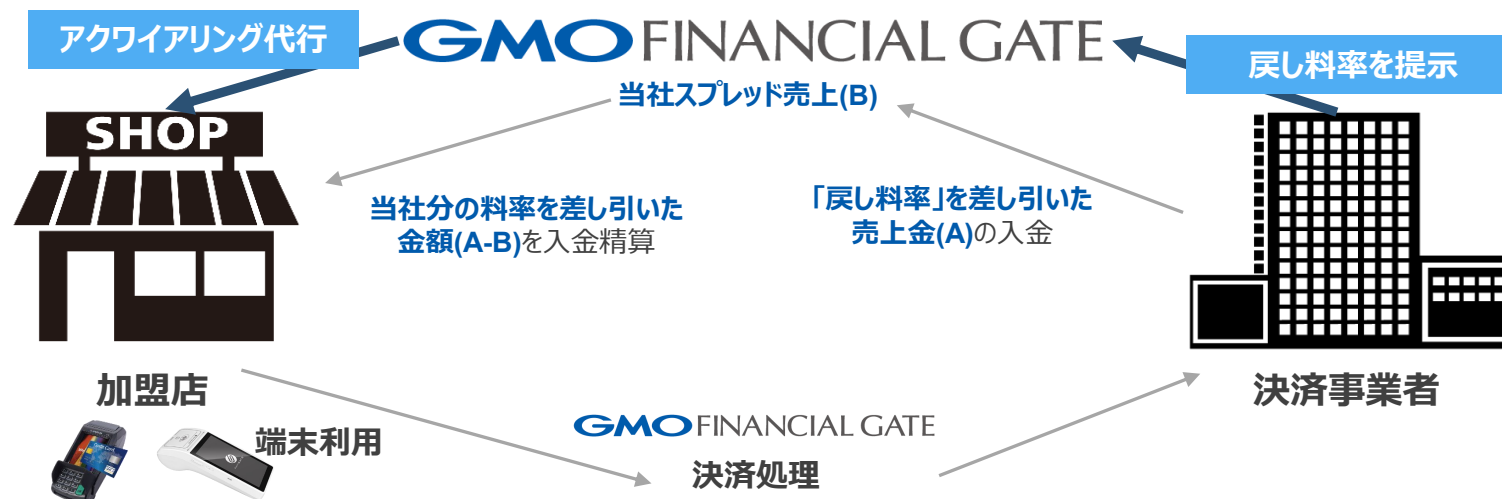 アクワイアリング代行
GMO FINANCIAL GATE
戻し料率を提示
当社スプレッド売上(B)
SHOP
当社分の料率を差し引いた
金額(A-B)を入金精算
「戻し料率」を差し引いた
売上金(A)の入金
加盟店
決済事業者
端末利用
GMO FINANCIAL GATE
決済処理